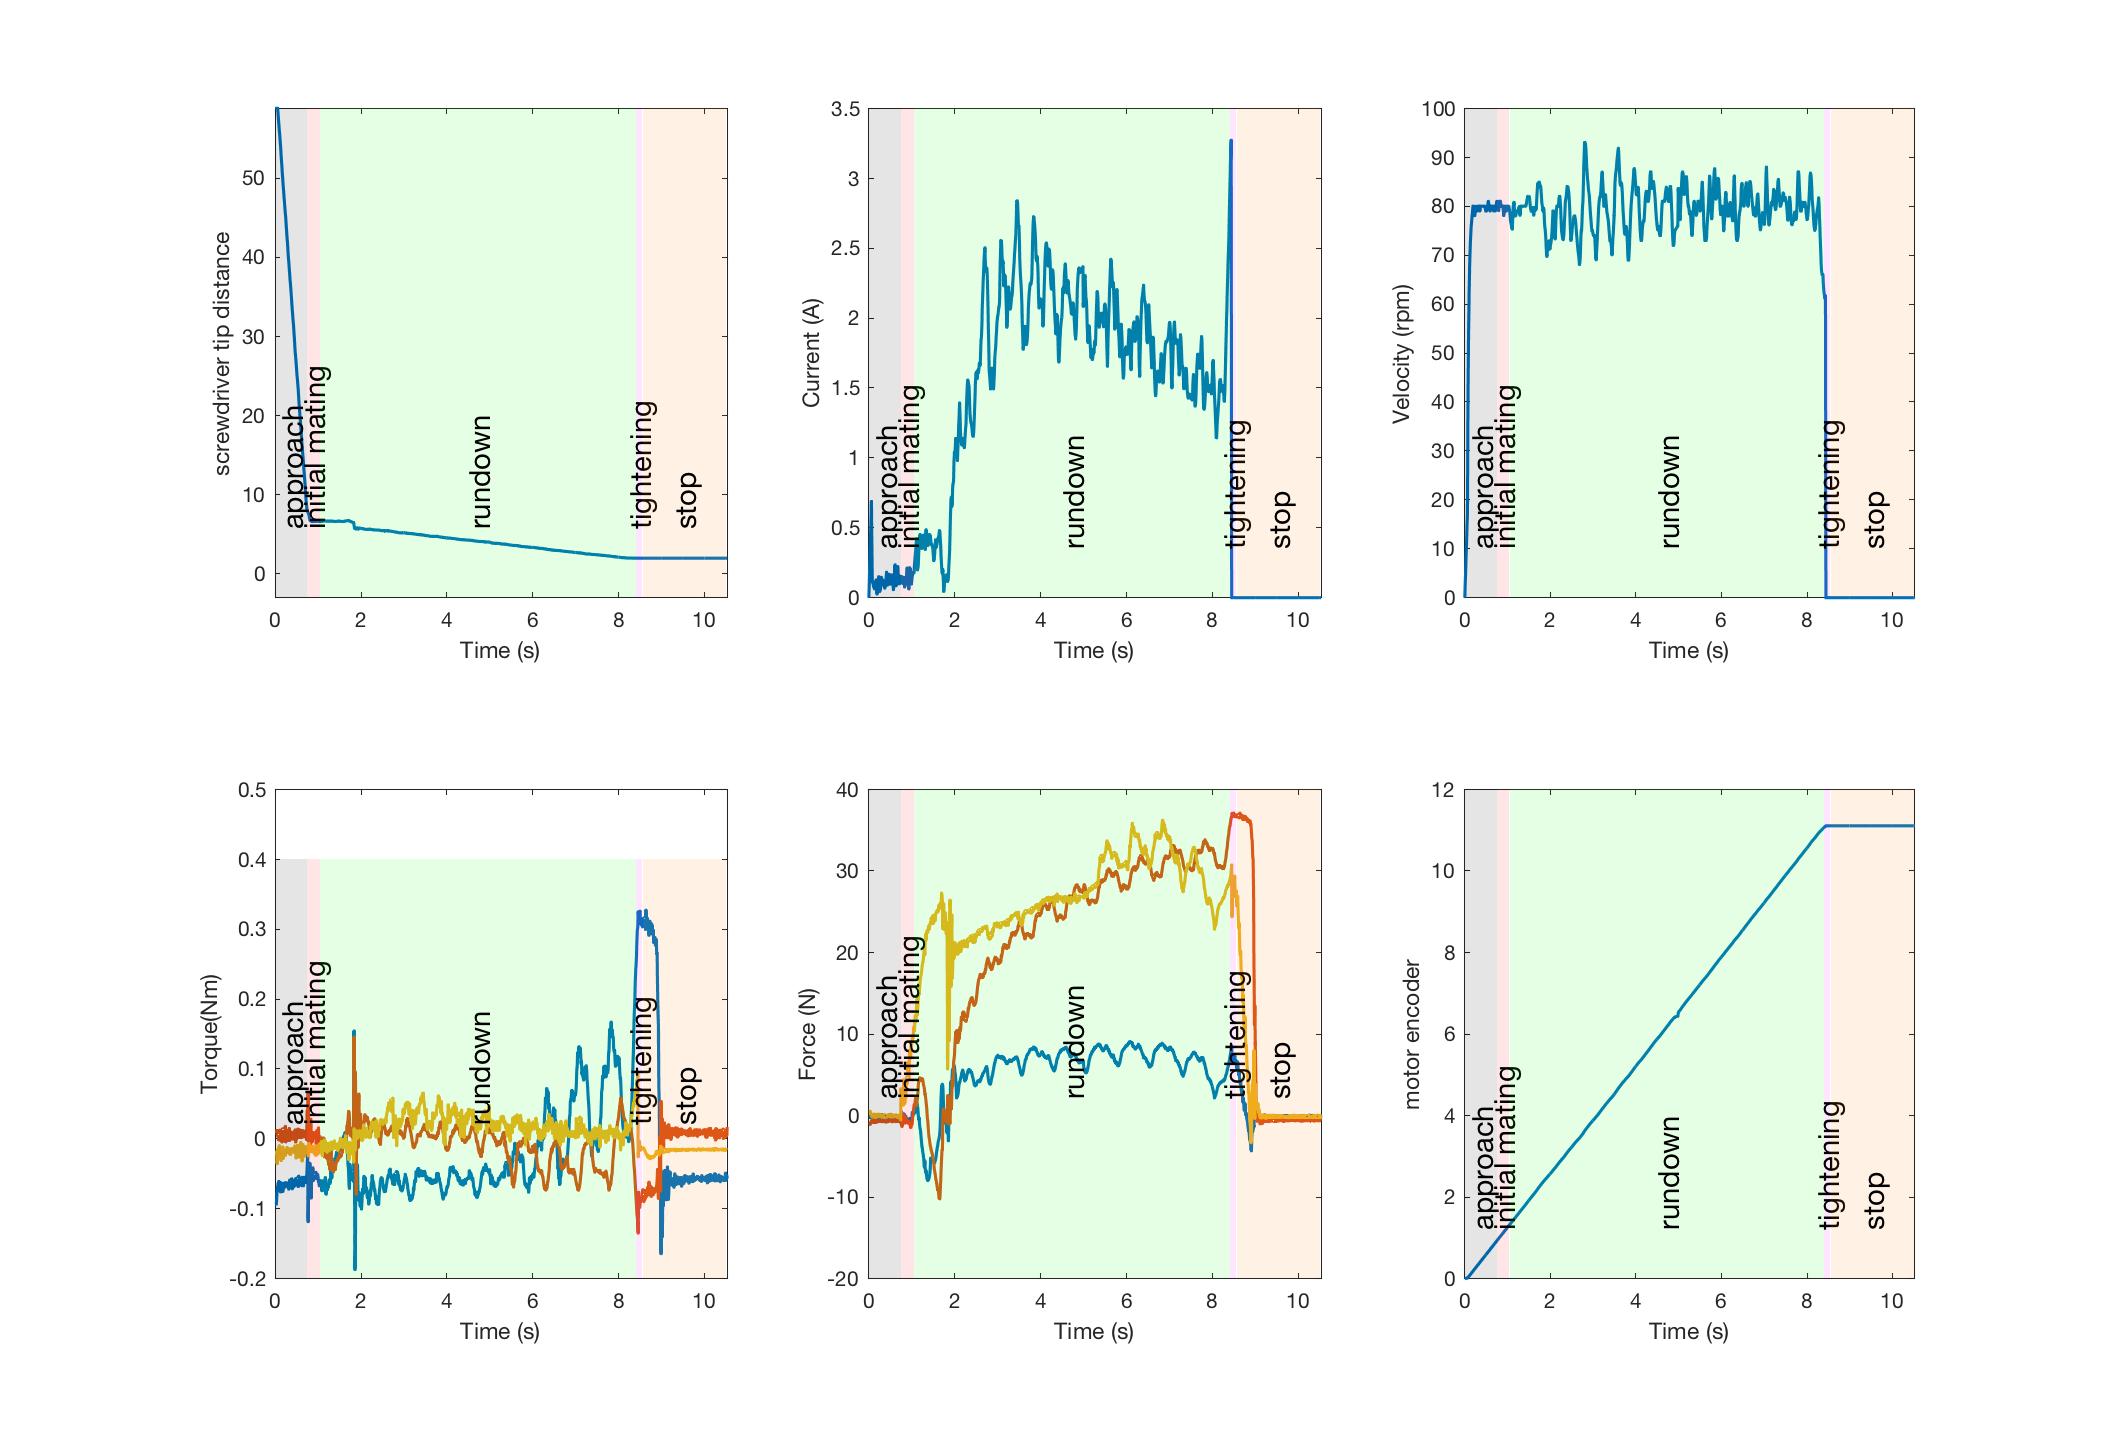 50
40
30
20
10
0
screwdriver tip distance
approach
initial mating
rundown
tightening
stop
0 2 4 6 8 10
Time (s)
3.5
3
2.5
2
1.5
1
0.5
0
Current (A)
approach
initial mating
rundown
tightening
stop
0 2 4 6 8 10
Time (s)
100
90
80
70
60
50
40
30
20
10
0
Velocity (rpm)
approach
initial mating
rundown
tightening
stop
0 2 4 6 8 10
Time (s)
0.5
0.4
0.3
0.2
0.1
0
-0.1
-0.2
Torque(Nm)
approach
initial mating
rundown
tightening
stop
0 2 4 6 8 10
Time (s)
40
30
20
10
0
-10
-20
Force (N)
approach
initial mating
rundown
tightening
stop
0 2 4 6 8 10
Time (s)
12
10
8
6
4
2
0
motor encoder
approach
initial mating
rundown
tightening
stop
0 2 4 6 8 10
Time (s)